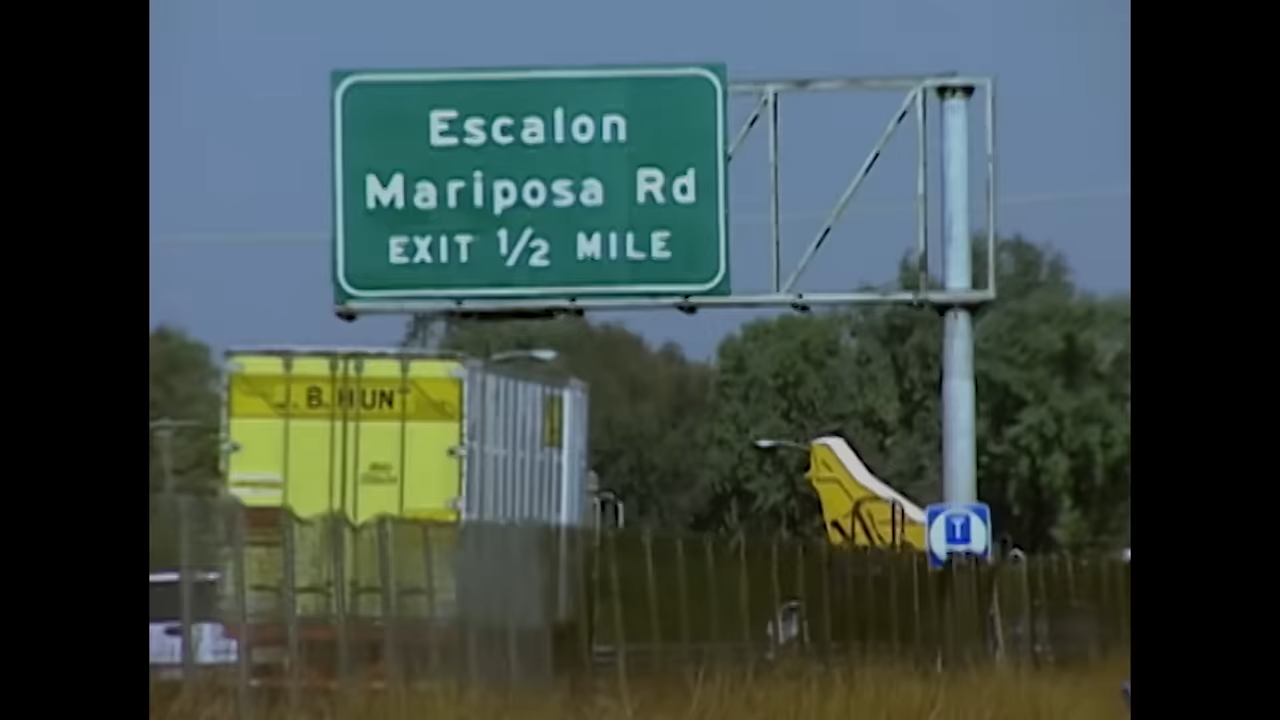 Escalon
Mariposa Rd
EXIT 1/2 MILE
J. B. HUNT
T